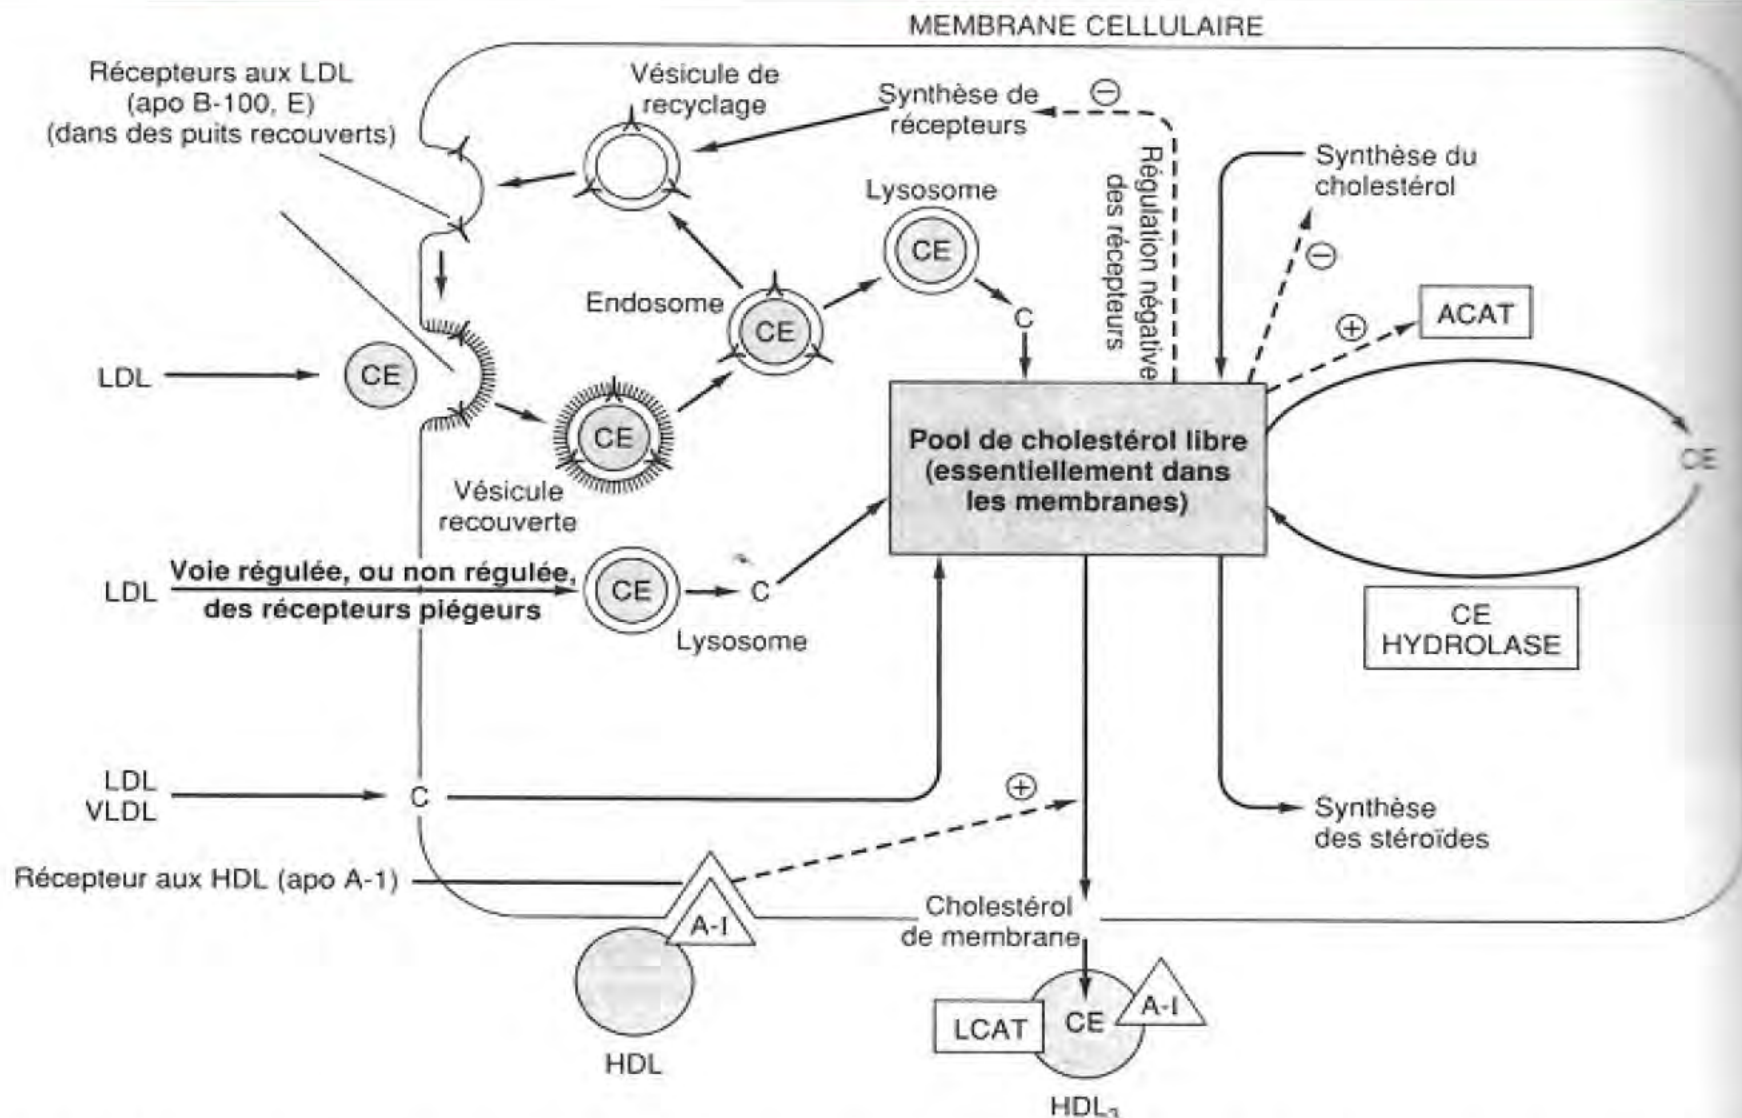 MEMBRANE CELLULAIRE
Récepteurs aux LDL
(apo B-100, E)
(dans des puits recouverts)
Vésicule de
recyclage
Synthèse de
récepteurs
⊖
Régulation négative
des récepteurs
Synthèse du
cholestérol
⊖
Lysosome
CE
C
⊕
ACAT
Endosome
CE
LDL
CE
CE
Vésicule
recouverte
Pool de cholestérol libre
(essentiellement dans
les membranes)
CE
CE
HYDROLASE
LDL
Voie régulée, ou non régulée,
des récepteurs piégeurs
CE
C
Lysosome
LDL
VLDL
C
⊕
Synthèse
des stéroïdes
Récepteur aux HDL (apo A-1)
A-I
HDL
Cholestérol
de membrane
LCAT
CE
A-I
HDL3